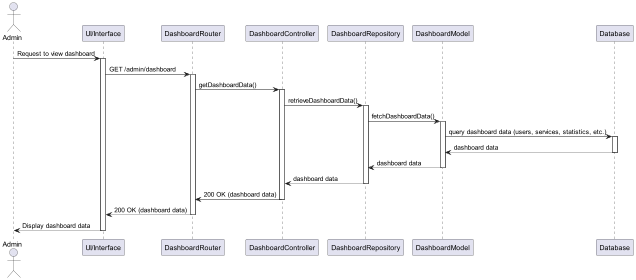 Admin
UIInterface
DashboardRouter
DashboardController
DashboardRepository
DashboardModel
Database
Request to view dashboard
GET /admin/dashboard
getDashboardData()
retrieveDashboardData()
fetchDashboardData()
query dashboard data (users, services, statistics, etc.)
dashboard data
dashboard data
dashboard data
200 OK (dashboard data)
200 OK (dashboard data)
Display dashboard data
Admin
UIInterface
DashboardRouter
DashboardController
DashboardRepository
DashboardModel
Database